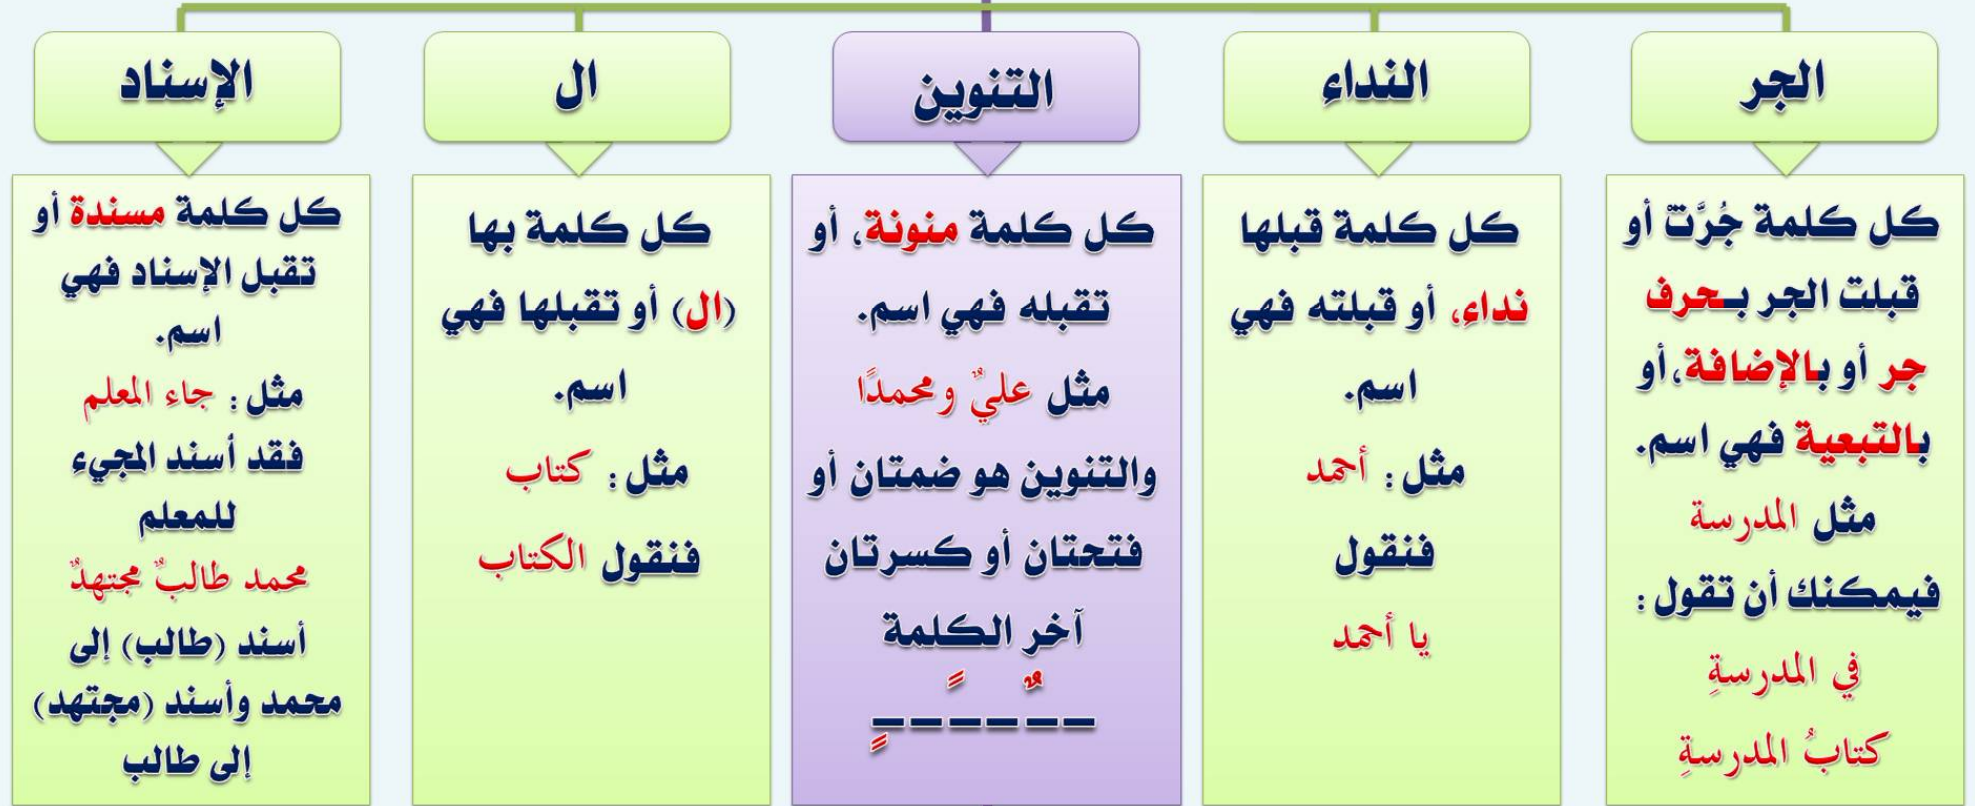 الجر
كل كلمة جُرَّتْ أو
قبلت الجر بـحرف
جر أو بالإضافة،أو
بالتبعية فهي اسم.
مثل المدرسة
فيمكنك أن تقول :
في المدرسةِ
كتابُ المدرسةِ
النداء
كل كلمة قبلها
نداء، أو قبلته فهي
اسم.
مثل : أحمد
فنقول
يا أحمد
التنوين
كل كلمة منونة، أو
تقبله فهي اسم.
مثل عليٌ ومحمدًا
والتنوين هو ضمتان أو
فتحتان أو كسرتان
آخر الكلمة
ال
كل كلمة بها
(ال) أو تقبلها فهي
اسم.
مثل : كتاب
فنقول الكتاب
الإسناد
كل كلمة مسندة أو
تقبل الإسناد فهي
اسم.
مثل : جاء المعلم
فقد أسند المجيء
للمعلم
محمد طالبٌ مجتهدٌ
أسند (طالب) إلى
محمد وأسند (مجتهد)
إلى طالب